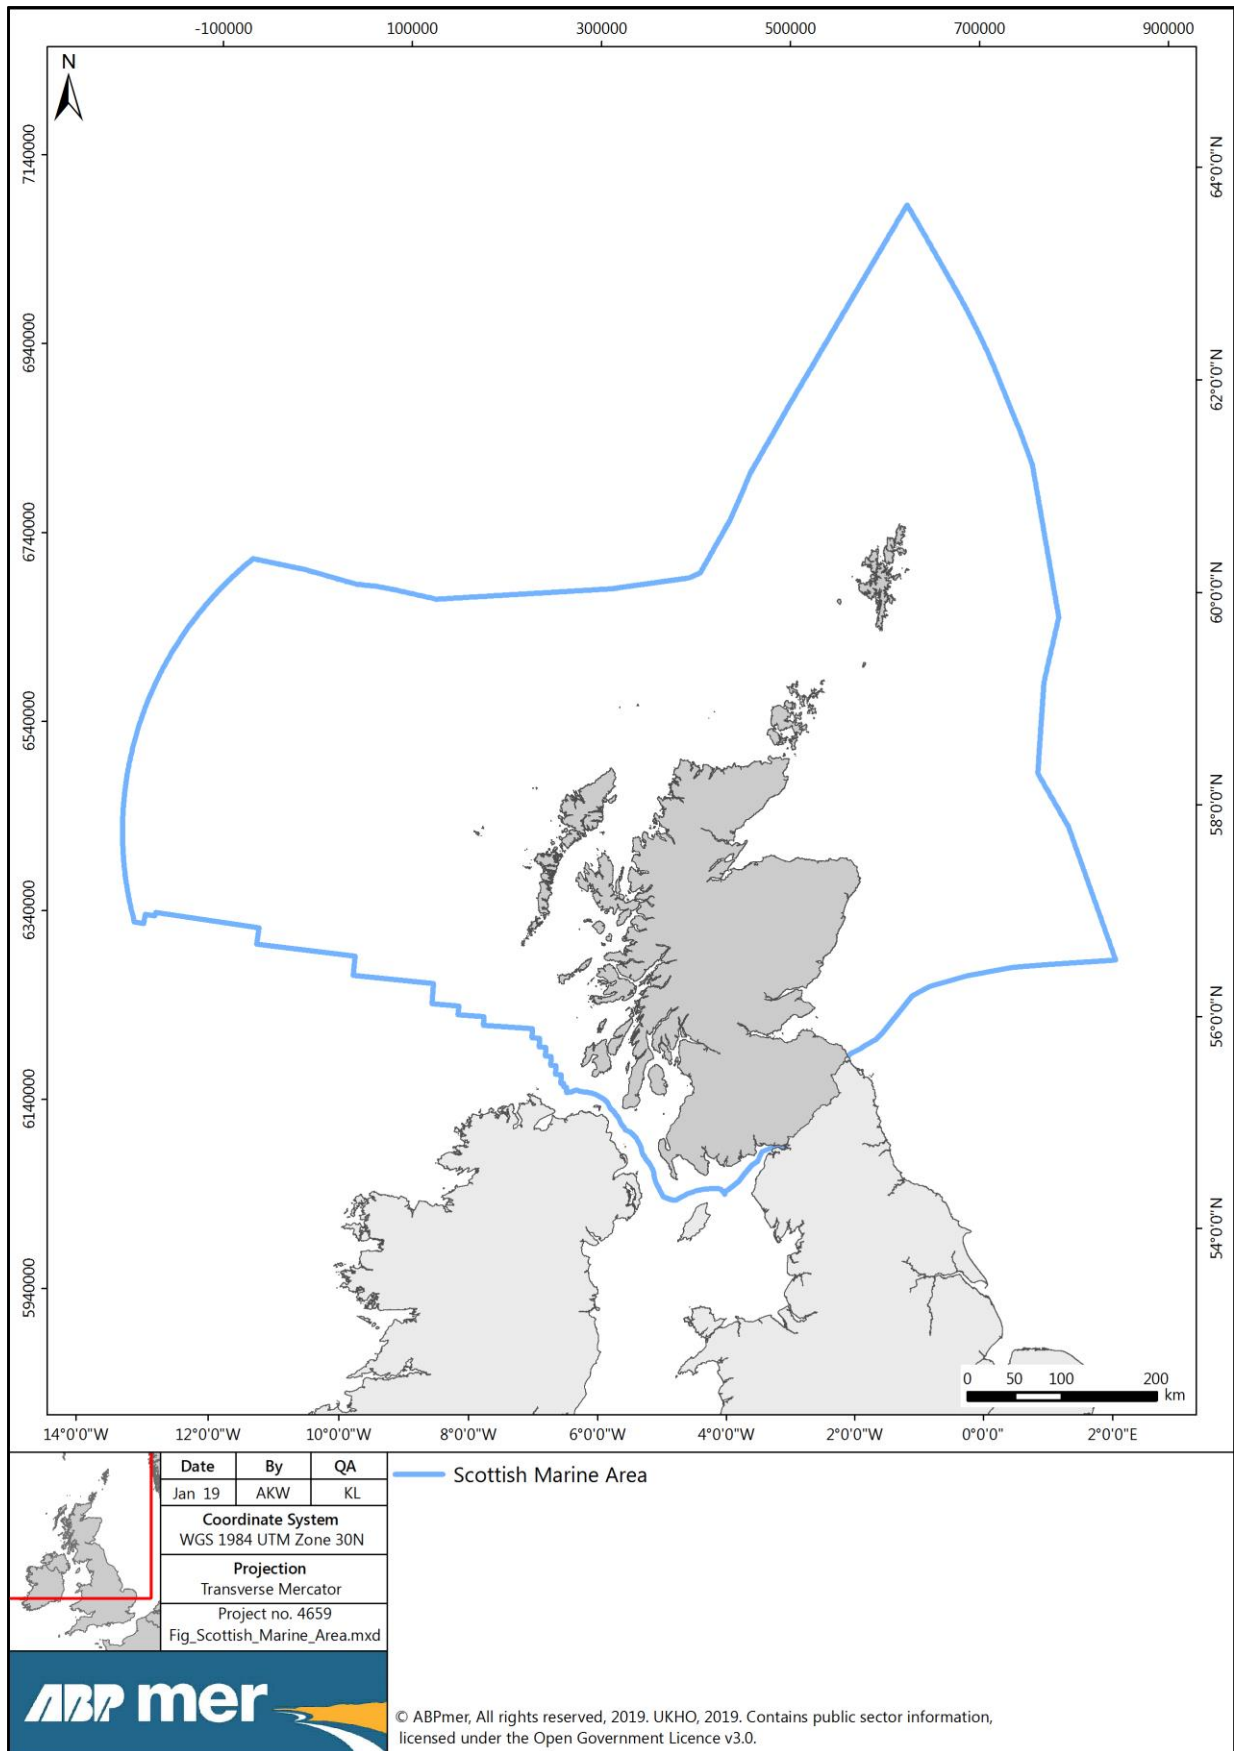 -100000 100000 300000 500000 700000 900000
N
7140000
6940000
6740000
6540000
6340000
6140000
5940000
64°0'0"N
62°0'0"N
60°0'0"N
58°0'0"N
56°0'0"N
54°0'0"N
0 50 100 200
km
14°0'0"W 12°0'0"W 10°0'0"W 8°0'0"W 6°0'0"W 4°0'0"W 2°0'0"W 0°0'0" 2°0'0"E
Date By QA
Jan 19 AKW KL
Coordinate System
WGS 1984 UTM Zone 30N
Projection
Transverse Mercator
Project no. 4659
Fig_Scottish_Marine_Area.mxd
Scottish Marine Area
ABP mer
© ABPmer, All rights reserved, 2019. UKHO, 2019. Contains public sector information,
licensed under the Open Government Licence v3.0.